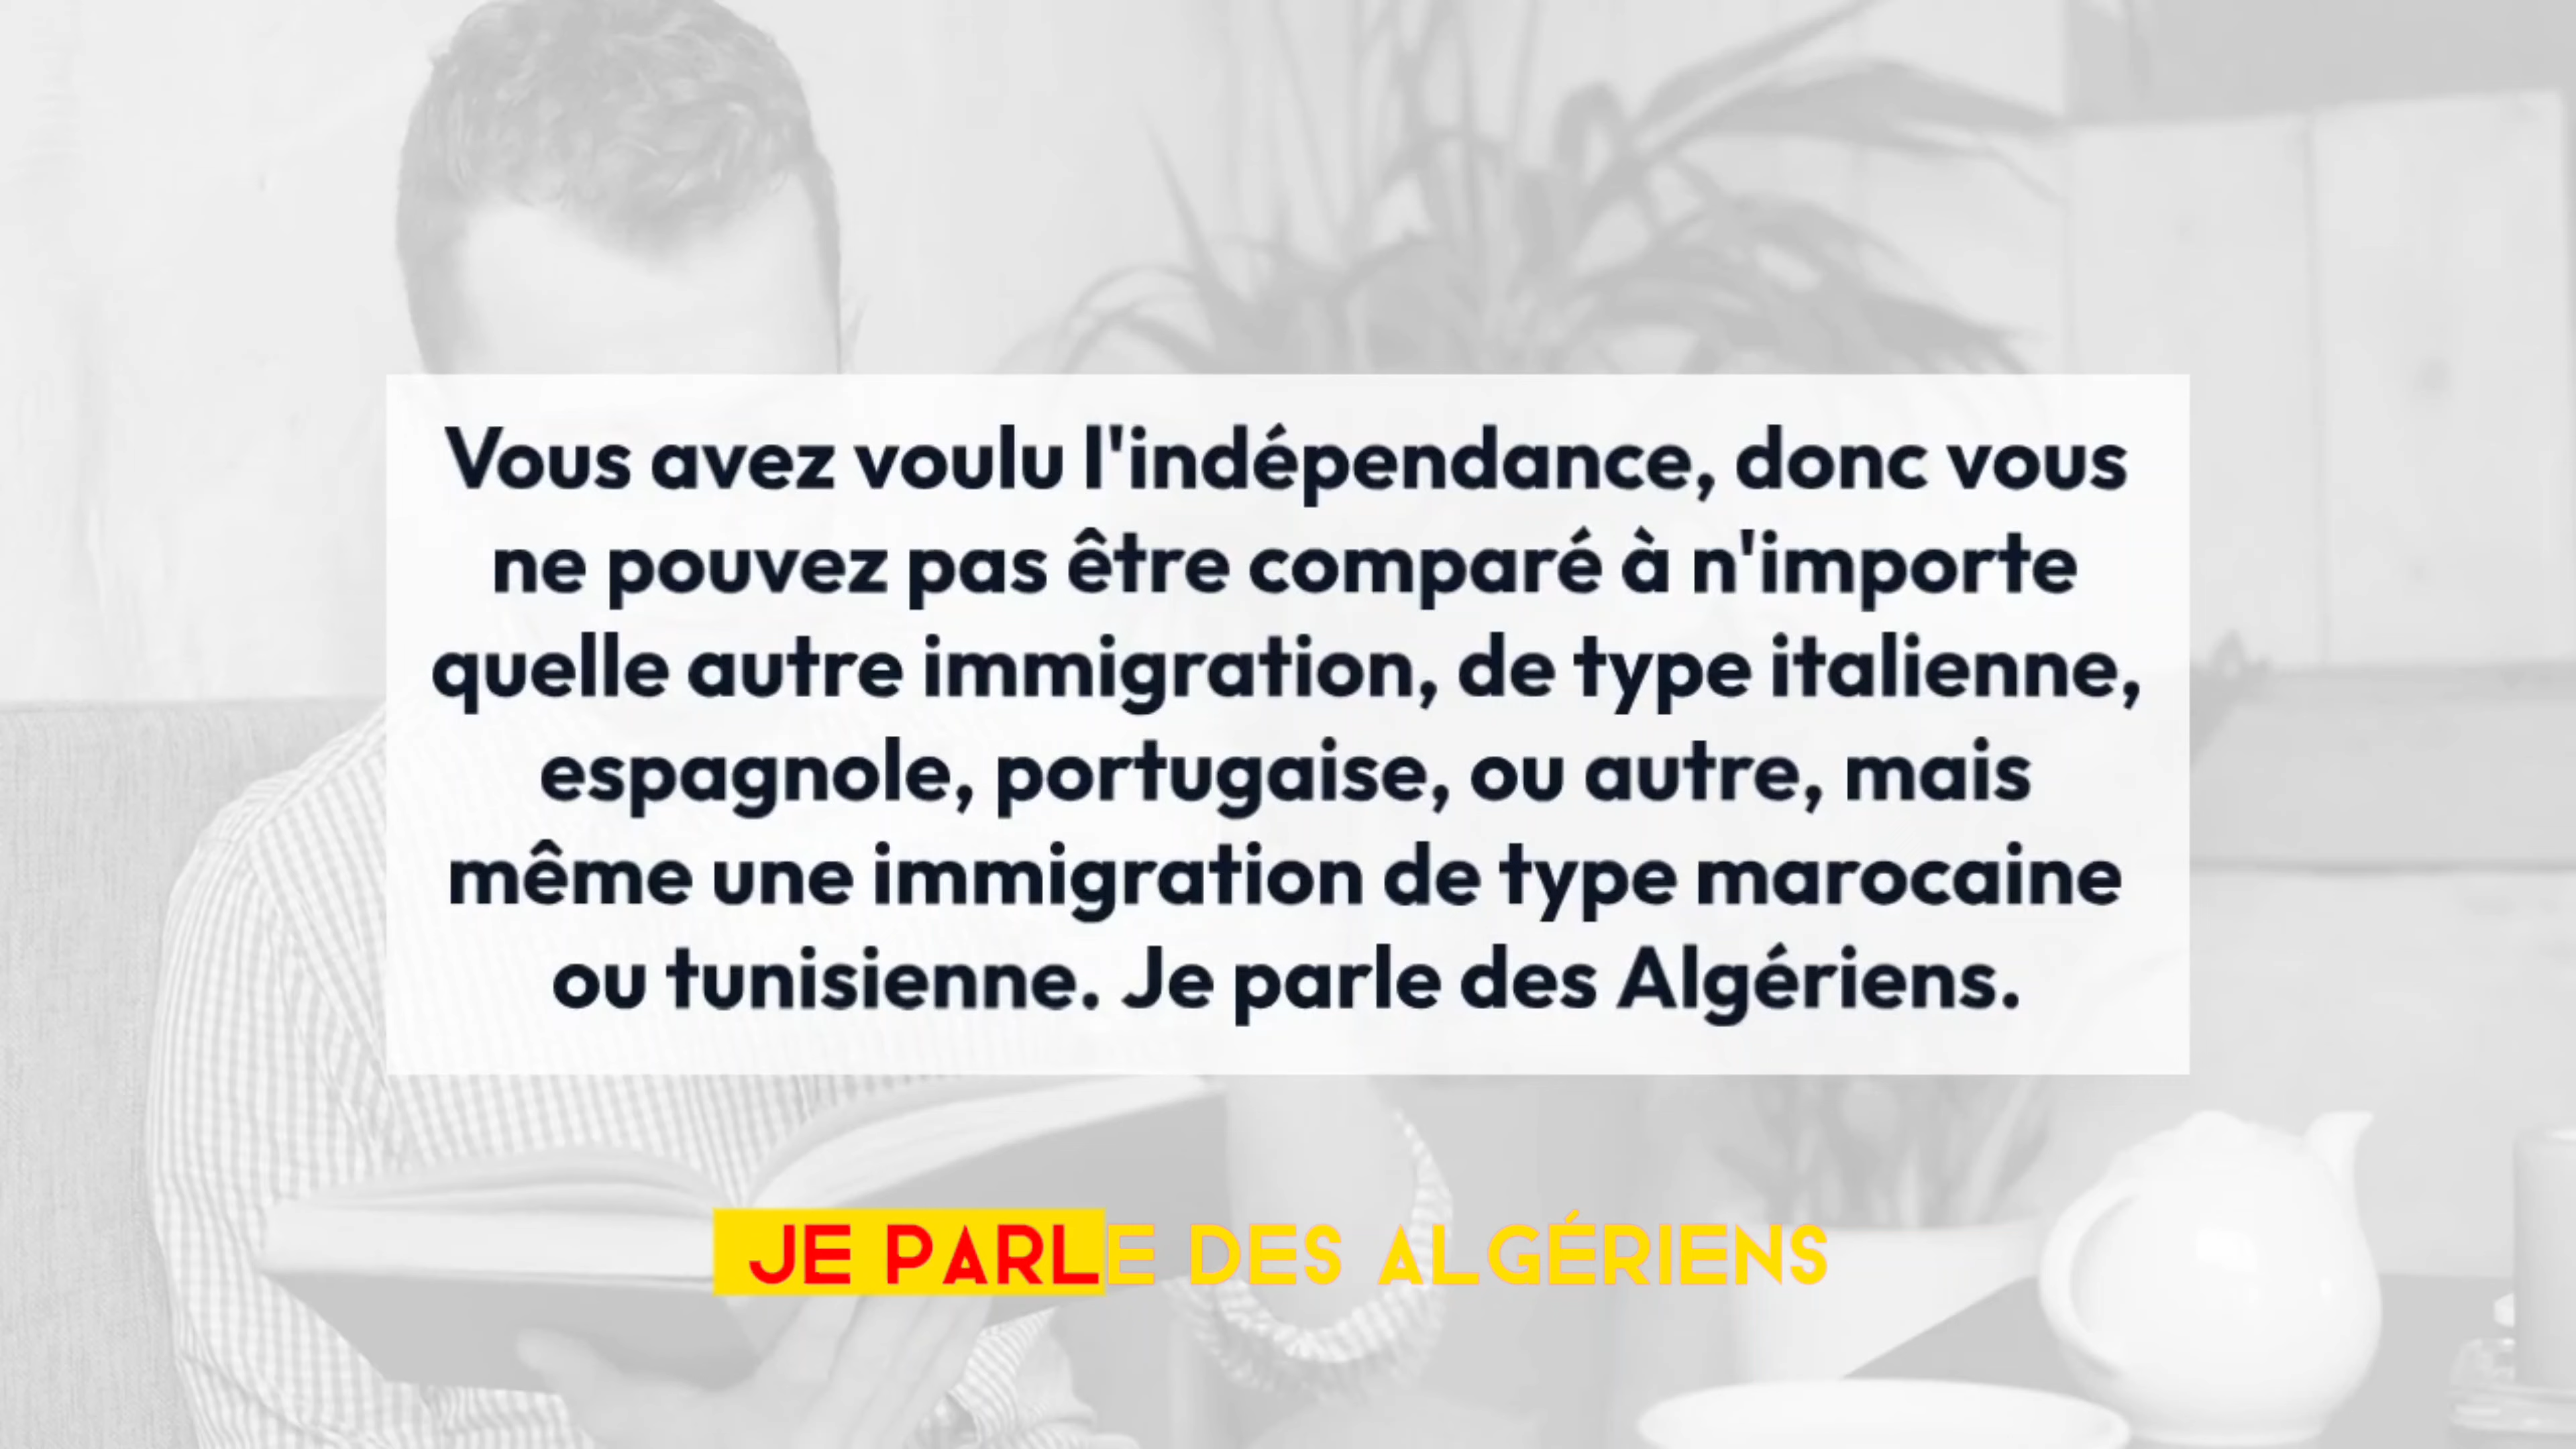 Vous avez voulu l'indépendance, donc vous
ne pouvez pas être comparé à n'importe
quelle autre immigration, de type italienne,
espagnole, portugaise, ou autre, mais
même une immigration de type marocaine
ou tunisienne. Je parle des Algériens.
JE PARLE DES ALGÉRIENS